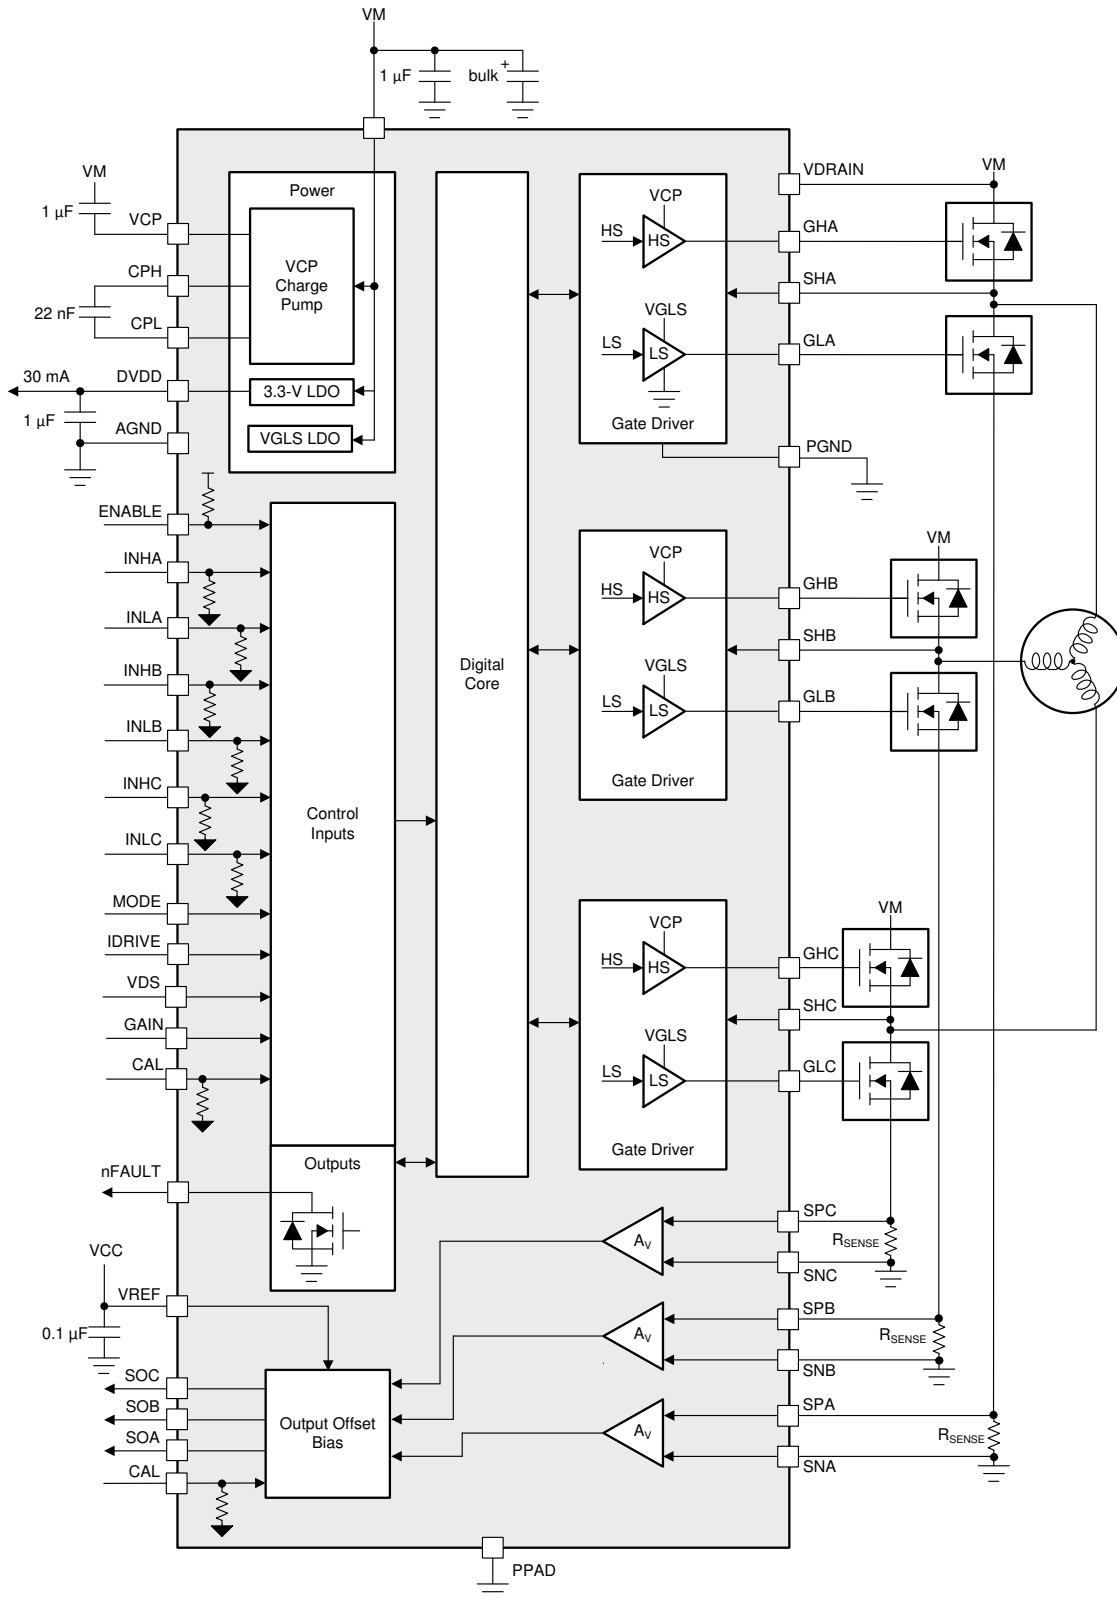 VM
1 µF
bulk
+
VM
1 µF
VCP
CPH
22 nF
CPL
30 mA
DVDD
1 µF
AGND
Power
VCP
Charge
Pump
3.3-V LDO
VGLS LDO
ENABLE
INHA
INLA
INHB
INLB
INHC
INLC
MODE
IDRIVE
VDS
GAIN
CAL
nFAULT
Control
Inputs
Outputs
Digital
Core
VCP
HS
HS
VGLS
LS
LS
Gate Driver
VCP
HS
HS
VGLS
LS
LS
Gate Driver
VCP
HS
HS
VGLS
LS
LS
Gate Driver
VDRAIN
VM
GHA
SHA
GLA
PGND
VM
GHB
SHB
GLB
VM
GHC
SHC
GLC
SPC
RSENSE
SNC
SPB
RSENSE
SNB
SPA
RSENSE
SNA
AV
AV
AV
VCC
VREF
0.1 µF
SOC
SOB
SOA
CAL
Output Offset
Bias
PPAD